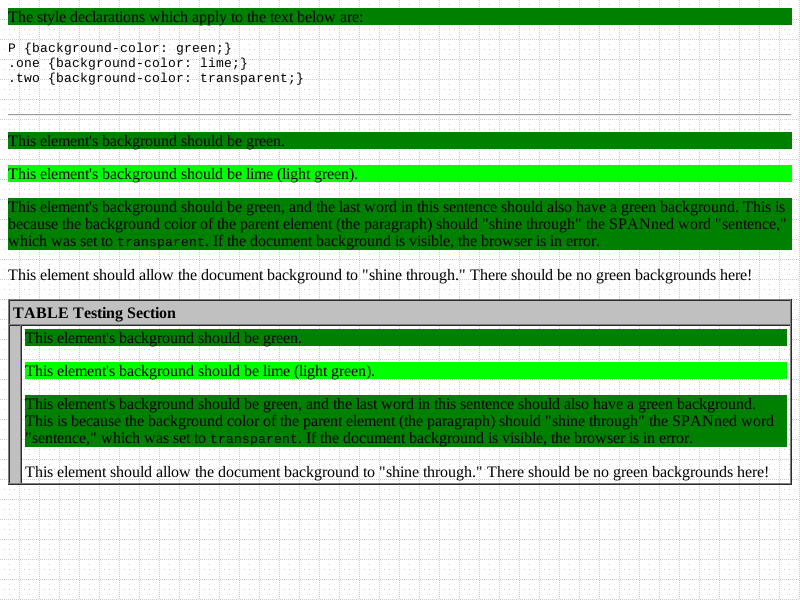 The style declarations which apply to the text below are:
P {background-color: green;}
.one {background-color: lime;}
.two {background-color: transparent;}
This element's background should be green.
This element's background should be lime (light green).
This element's background should be green, and the last word in this sentence should also have a green background. This is
because the background color of the parent element (the paragraph) should "shine through" the SPANned word "sentence,"
which was set to transparent. If the document background is visible, the browser is in error.
This element should allow the document background to "shine through." There should be no green backgrounds here!
TABLE Testing Section
This element's background should be green.
This element's background should be lime (light green).
This element's background should be green, and the last word in this sentence should also have a green background.
This is because the background color of the parent element (the paragraph) should "shine through" the SPANned word
"sentence," which was set to transparent. If the document background is visible, the browser is in error.
This element should allow the document background to "shine through." There should be no green backgrounds here!